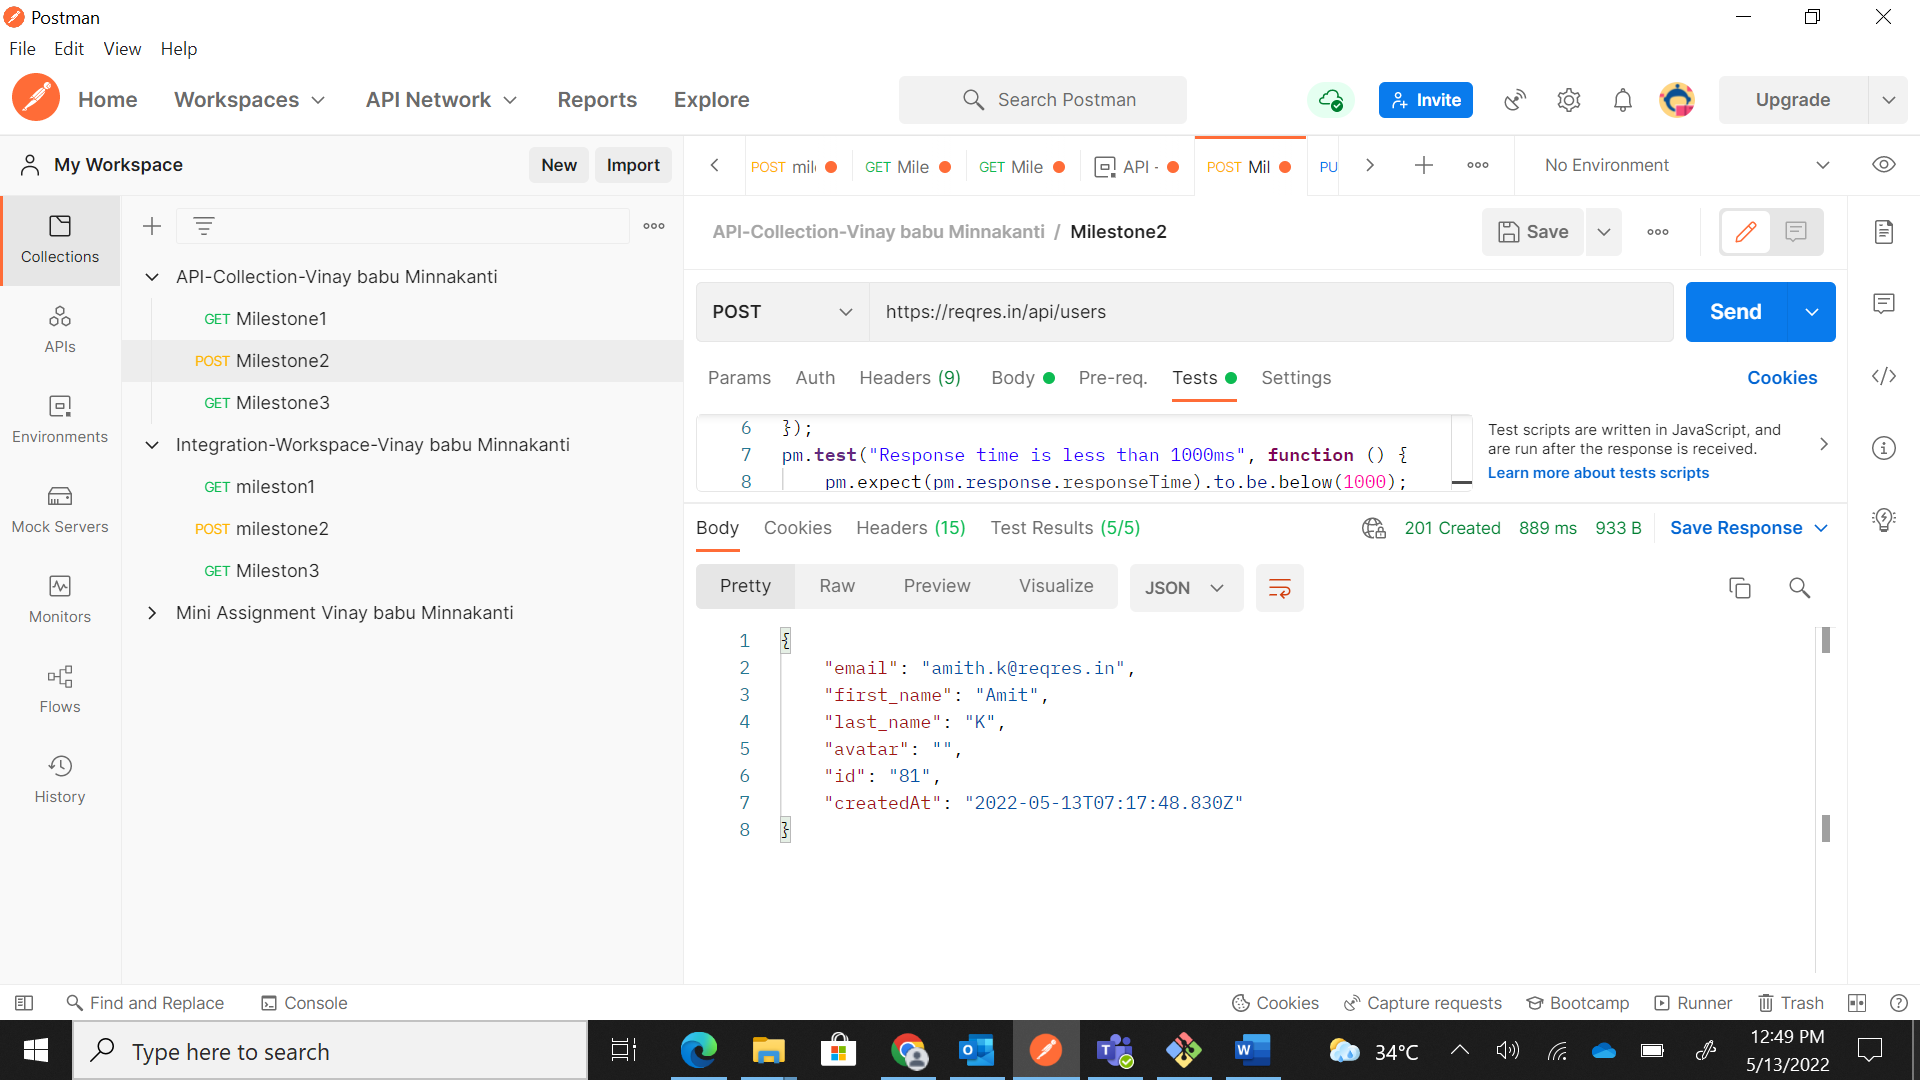 Postman
File Edit View Help
Home Workspaces API Network Reports Explore Search Postman Invite Upgrade
My Workspace New Import POST mil GET Mile GET Mile API - POST Mil PU No Environment
Collections
APIs
Environments
Mock Servers
Monitors
Flows
History
API-Collection-Vinay babu Minnakanti
GET Milestone1
POST Milestone2
GET Milestone3
Integration-Workspace-Vinay babu Minnakanti
GET mileston1
POST milestone2
GET Mileston3
Mini Assignment Vinay babu Minnakanti
API-Collection-Vinay babu Minnakanti / Milestone2 Save
POST https://reqres.in/api/users Send
Params Auth Headers (9) Body Pre-req. Tests Settings Cookies
6 });
7 pm.test("Response time is less than 1000ms", function () {
8 pm.expect(pm.response.responseTime).to.be.below(1000);
Test scripts are written in JavaScript, and
are run after the response is received.
Learn more about tests scripts
Body Cookies Headers (15) Test Results (5/5) 201 Created 889 ms 933 B Save Response
Pretty Raw Preview Visualize JSON
1 {
2 "email": "amith.k@reqres.in",
3 "first_name": "Amit",
4 "last_name": "K",
5 "avatar": "",
6 "id": "81",
7 "createdAt": "2022-05-13T07:17:48.830Z"
8 }
Find and Replace Console Cookies Capture requests Bootcamp Runner Trash
Type here to search 34°C 12:49 PM
5/13/2022